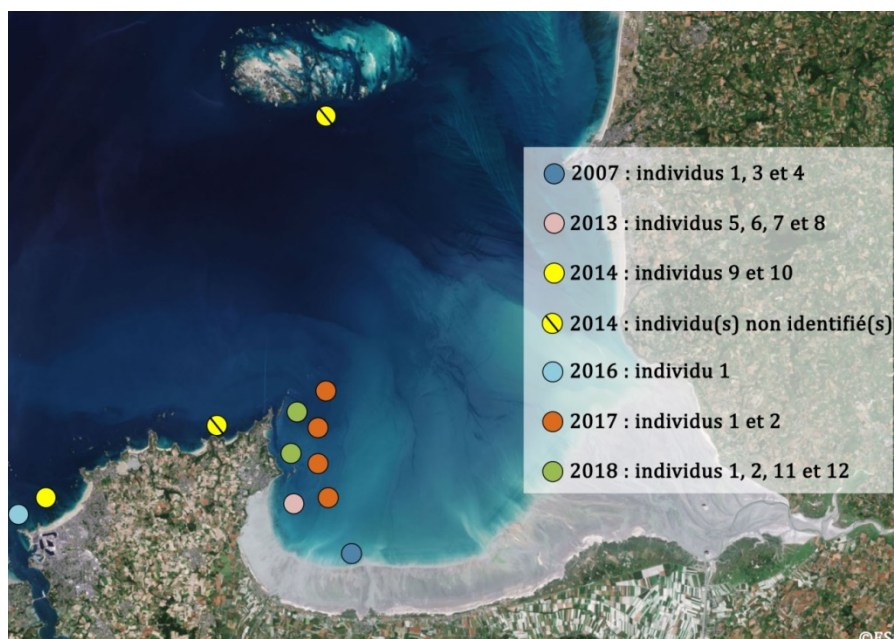 2007 : individus 1, 3 et 4
2013 : individus 5, 6, 7 et 8
2014 : individus 9 et 10
2014 : individu(s) non identifié(s)
2016 : individu 1
2017 : individus 1 et 2
2018 : individus 1, 2, 11 et 12